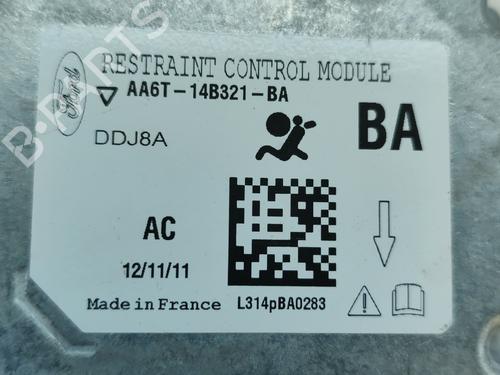 Ford
RESTRAINT CONTROL MODULE
AA6T-14B321-BA
DDJ8A
BA
AC
12/11/11
Made in France
L314pBA0283
B-PARTS